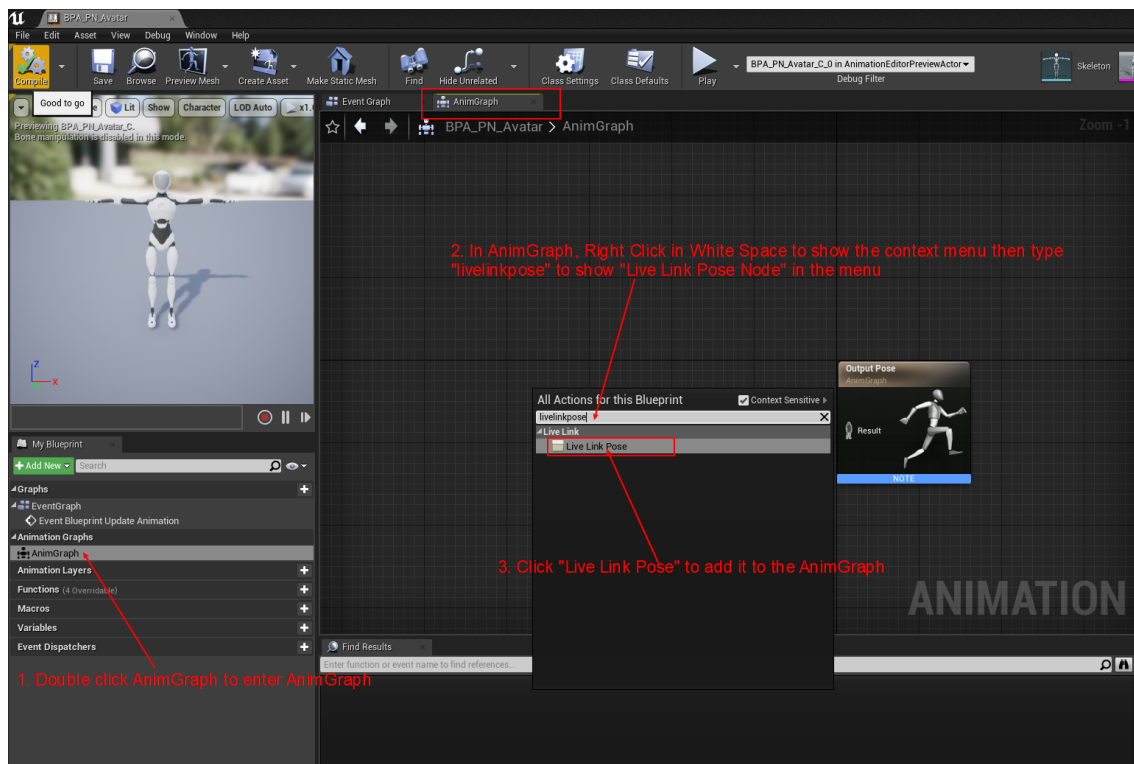 BPA_PN_Avatar
File Edit Asset View Debug Window Help
Compile
Save
Browse
Preview Mesh
Create Asset
Make Static Mesh
Find
Hide Unrelated
Class Settings
Class Defaults
Play
BPA_PN_Avatar_C_0 in AnimationEditorPreviewActor
Debug Filter
Skeleton
Good to go
Lit Show Character LOD Auto x1.
Previewing BPA_PN_Avatar_C.
Bone manipulation is disabled in this mode.
Event Graph
AnimGraph
BPA_PN_Avatar > AnimGraph
Zoom -1
2. In AnimGraph, Right Click in White Space to show the context menu then type
"livelinkpose" to show "Live Link Pose Node" in the menu
Z
X
Output Pose
AnimGraph
Result
NOTE
All Actions for this Blueprint
Context Sensitive
livelinkpose
Live Link
Live Link Pose
3. Click "Live Link Pose" to add it to the AnimGraph
ANIMATION
My Blueprint
+ Add New
Search
Graphs
EventGraph
Event Blueprint Update Animation
Animation Graphs
AnimGraph
Animation Layers
Functions (4 Overridable)
Macros
Variables
Event Dispatchers
1. Double click AnimGraph to enter AnimGraph
Find Results
Enter function or event name to find references...